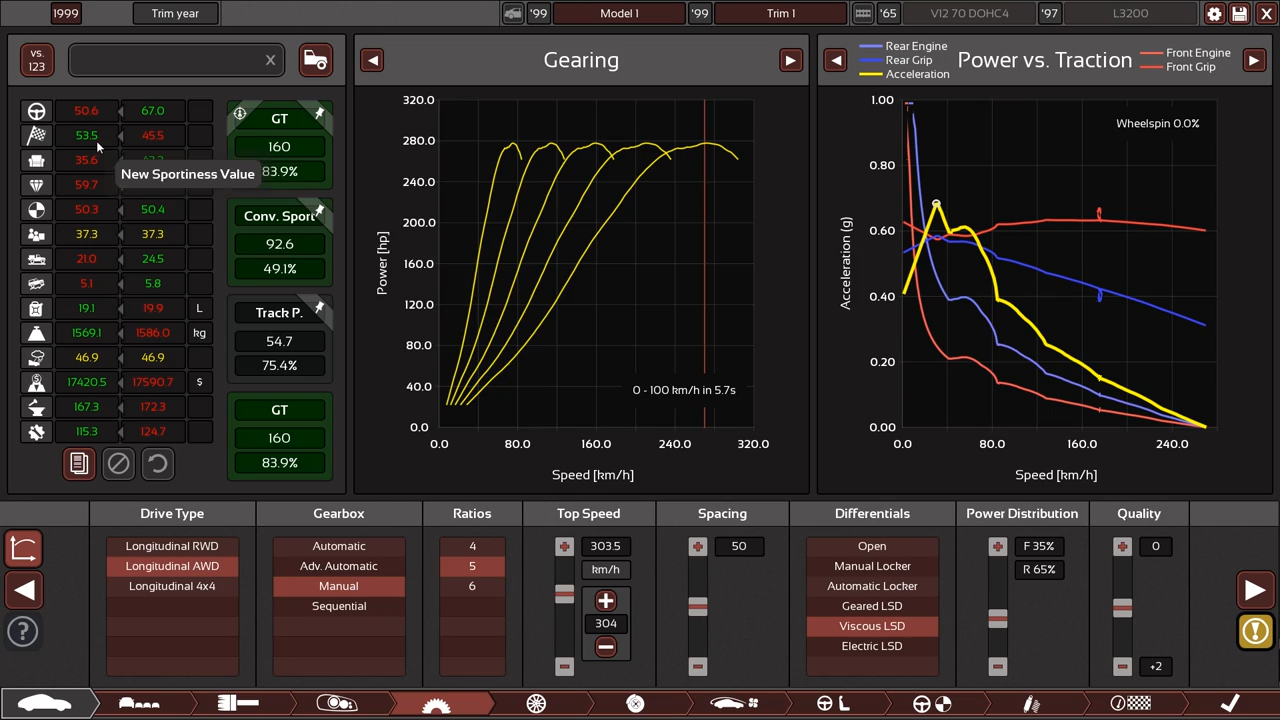 1999
Trim year
'99
Model 1
'99
Trim 1
'65
V12 70 DOHC4
'97
L3200
vs.
123
x
50.6 67.0
53.5 45.5
35.6
New Sportiness Value
59.7
50.3 50.4
37.3 37.3
21.0 24.5
5.1 5.8
19.1 19.9 L
1569.1 1586.0 kg
46.9 46.9
17420.5 17590.7 $
167.3 172.3
115.3 124.7
GT
160
83.9%
Conv. Sport
92.6
49.1%
Track P.
54.7
75.4%
GT
160
83.9%
Gearing
320.0
280.0
240.0
200.0
160.0
120.0
80.0
40.0
0.0
Power [hp]
0 - 100 km/h in 5.7s
0.0 80.0 160.0 240.0 320.0
Speed [km/h]
Rear Engine
Rear Grip
Acceleration
Power vs. Traction
Front Engine
Front Grip
1.00
0.80
0.60
0.40
0.20
0.00
Acceleration (g)
Wheelspin 0.0%
0.0 80.0 160.0 240.0
Speed [km/h]
Drive Type
Longitudinal RWD
Longitudinal AWD
Longitudinal 4x4
Gearbox
Automatic
Adv. Automatic
Manual
Sequential
Ratios
4
5
6
Top Speed
303.5
km/h
304
Spacing
50
Differentials
Open
Manual Locker
Automatic Locker
Geared LSD
Viscous LSD
Electric LSD
Power Distribution
F 35%
R 65%
Quality
0
+2